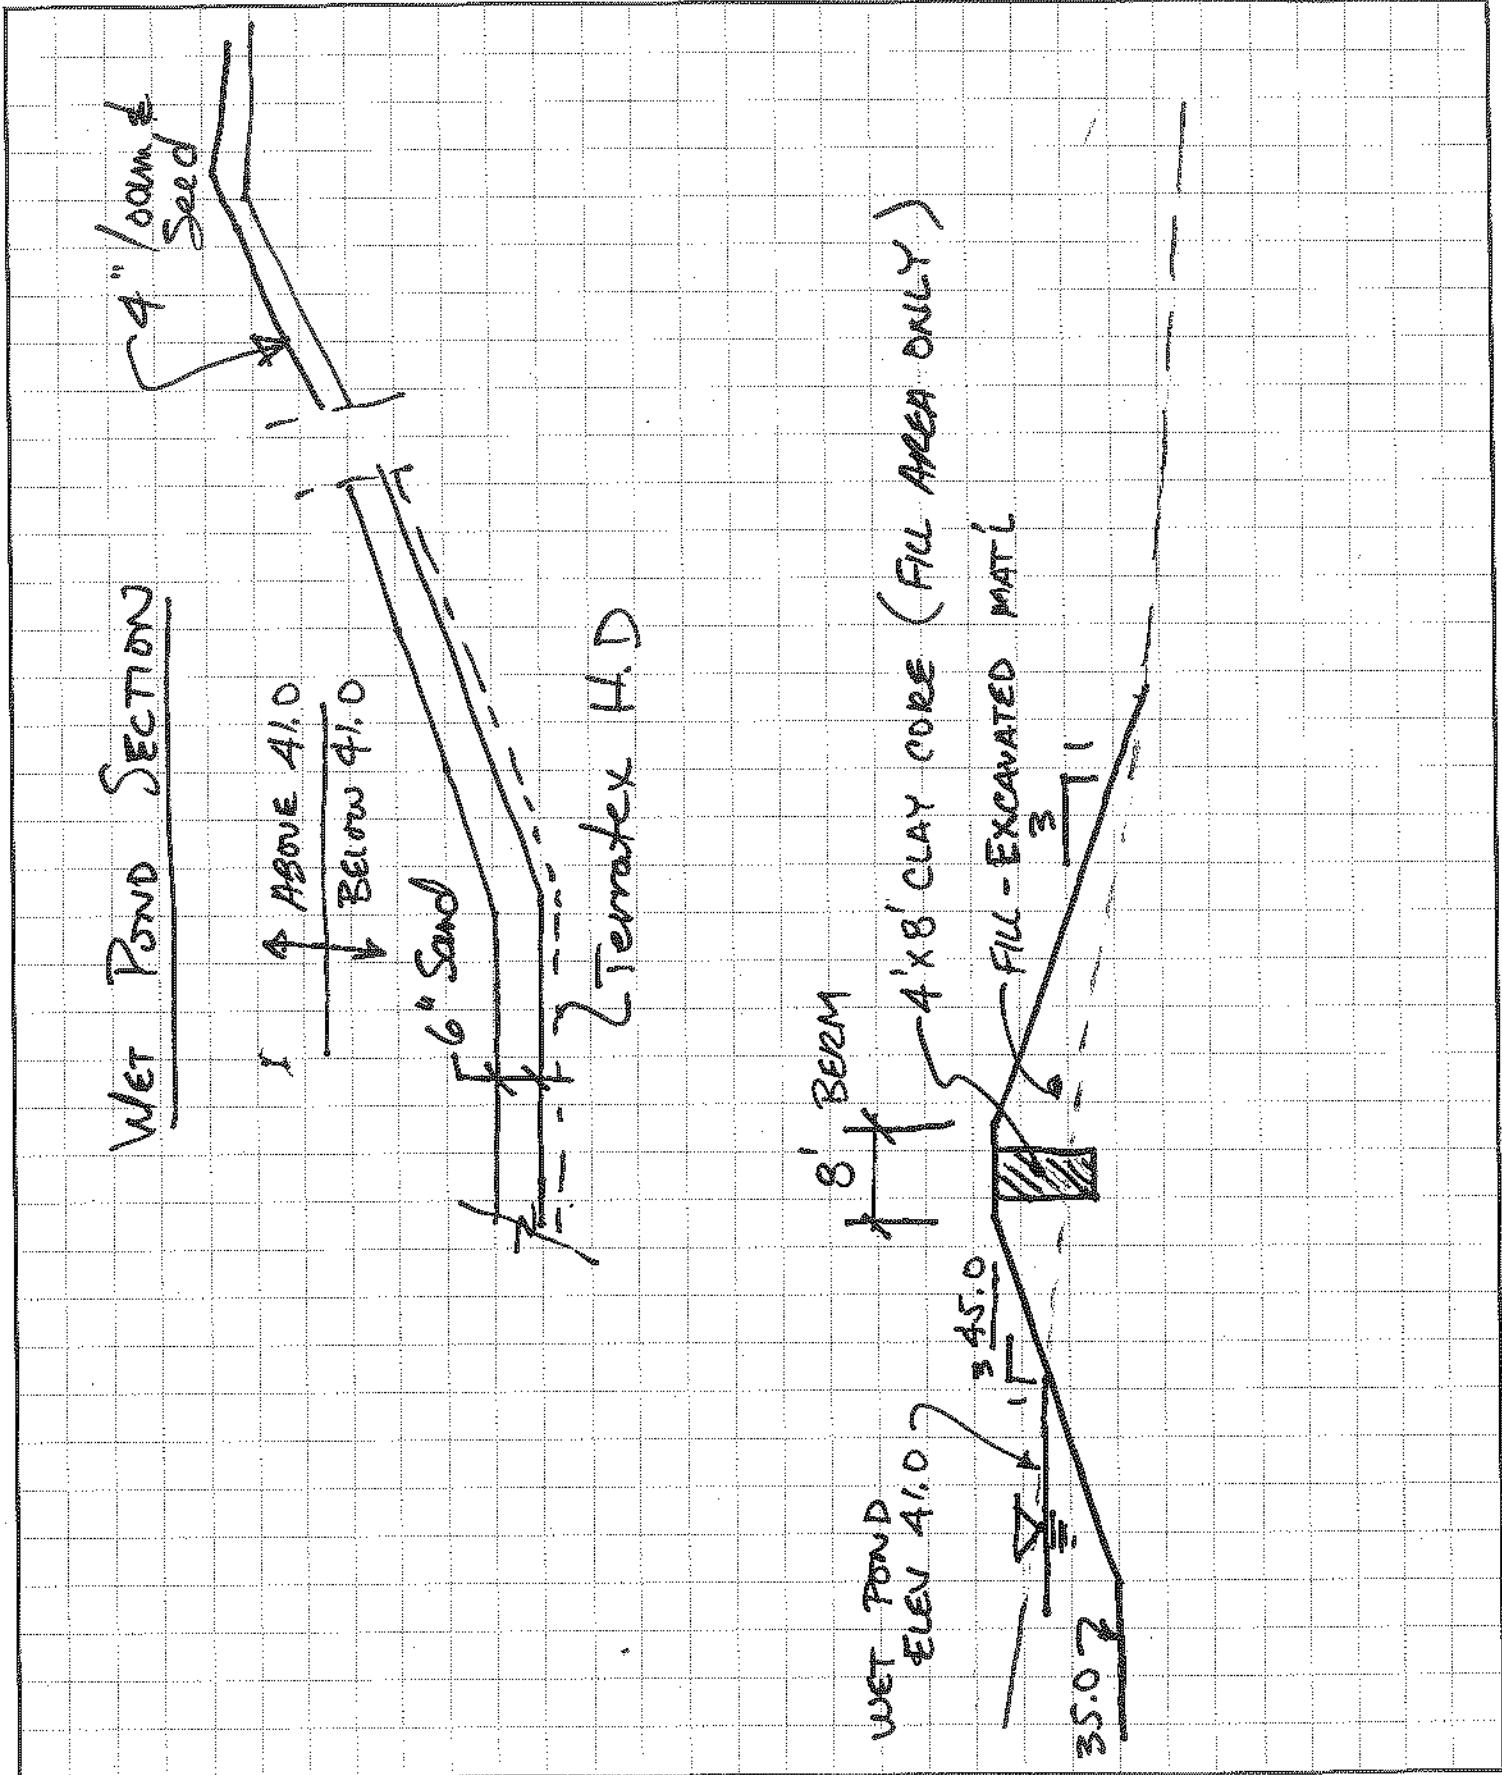 WET POND SECTION
4" loam &
Seed
ABOVE 41.0
BELOW 41.0
6" Sand
Terratex H.D
8' BERM
4'x8' CLAY CORE (FILL AREA ONLY)
FILL - EXCAVATED MAT'L
3
1
45.0
3
1
WET POND
ELEV 41.0
35.0